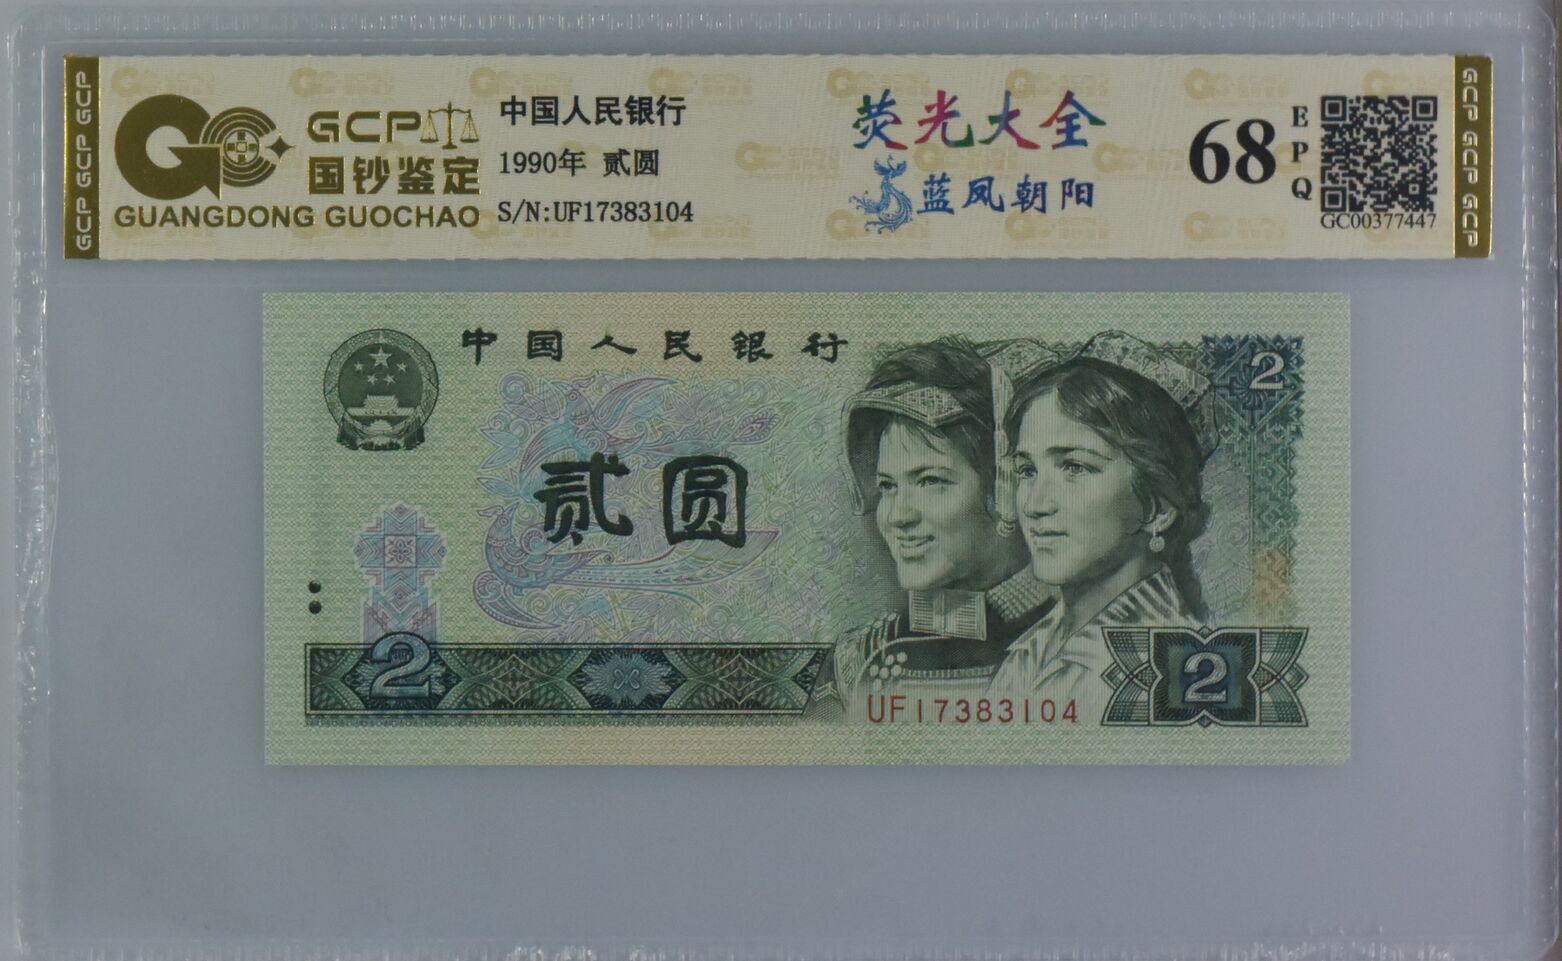 GCP GCP GCP
GCP
国钞鉴定
GUANGDONG GUOCHAO
中国人民银行
1990年 贰圆
S/N:UF17383104
荧光大全
蓝凤朝阳
68
EPQ
GC00377447
GCP GCP GCP
中国人民银行
2
贰圆
2
2
UF17383104